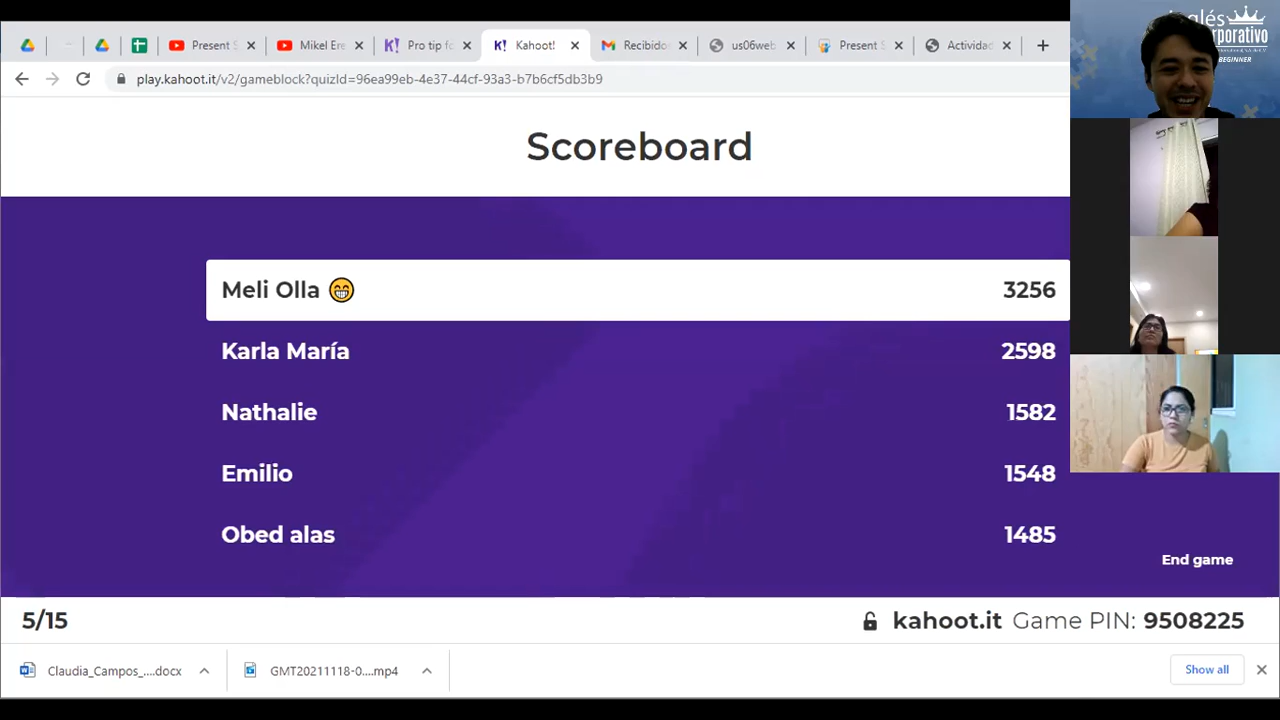 Present S
Mikel Ere
Pro tip fo
Kahoot!
Recibido
us06web
Present S
Actividad
play.kahoot.it/v2/gameblock?quizId=96ea99eb-4e37-44cf-93a3-b7b6cf5db3b9
BEGINNER
Scoreboard
Meli Olla 😁 3256
Karla María 2598
Nathalie 1582
Emilio 1548
Obed alas 1485
End game
5/15
kahoot.it Game PIN: 9508225
Claudia_Campos_....docx
GMT20211118-0....mp4
Show all